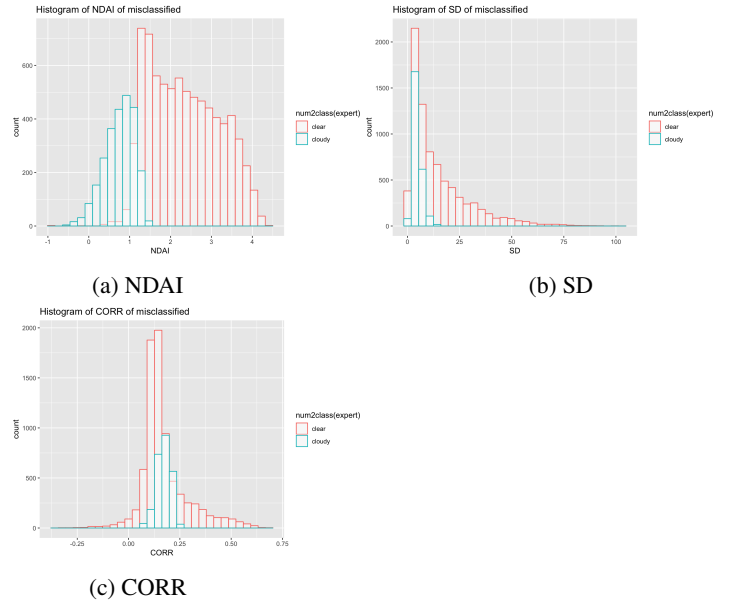 Histogram of NDAI of misclassified
600
400
200
0
count
-1
0
1
2
3
4
NDAI
num2class(expert)
clear
cloudy
(a) NDAI
Histogram of SD of misclassified
2000
1500
1000
500
0
count
0
25
50
75
100
SD
num2class(expert)
clear
cloudy
(b) SD
Histogram of CORR of misclassified
2000
1500
1000
500
0
count
-0.25
0.00
0.25
0.50
0.75
CORR
num2class(expert)
clear
cloudy
(c) CORR